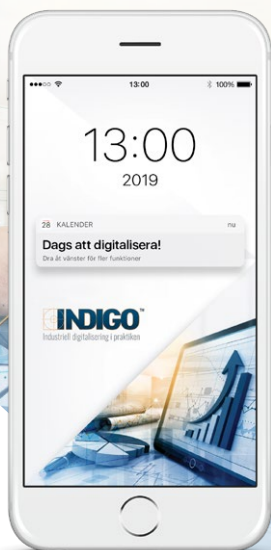 13:00
100%
13:00
2019
28 KALENDER
nu
Dags att digitalisera!
Dra åt vänster för fler funktioner
INDIGO™
Industriell digitalisering i praktiken